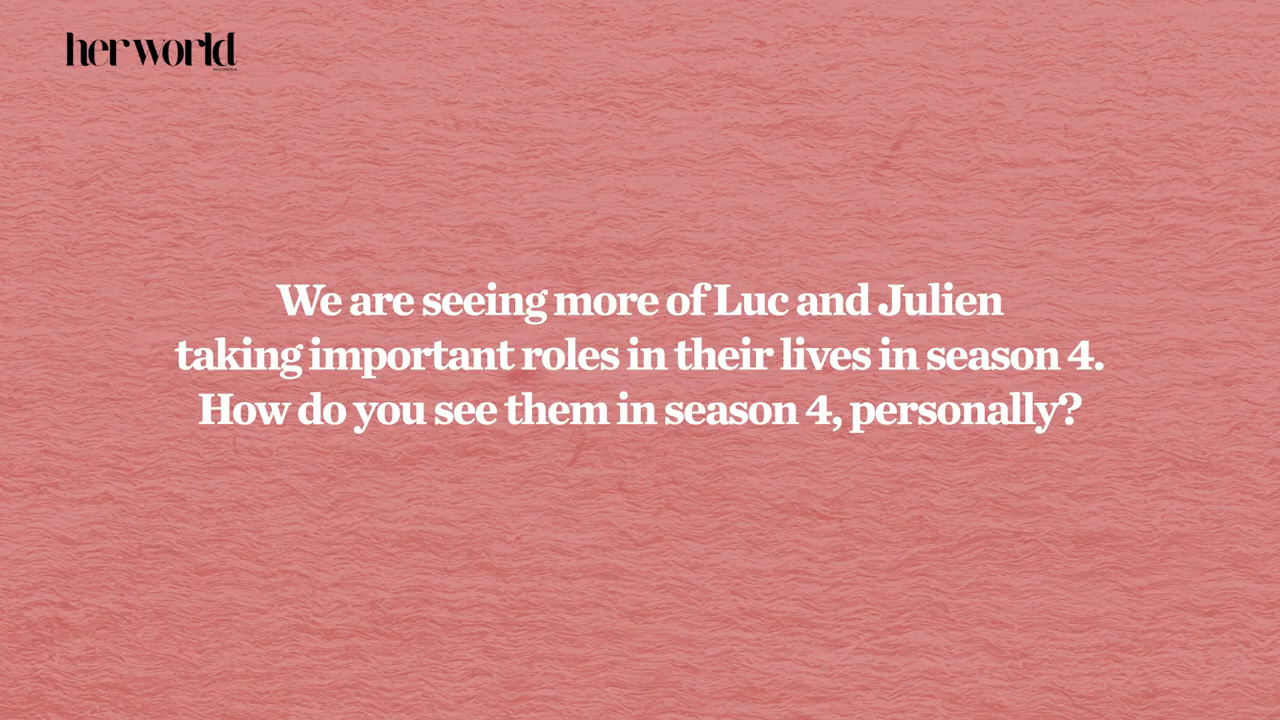 her world
We are seeing more of Luc and Julien
taking important roles in their lives in season 4.
How do you see them in season 4, personally?